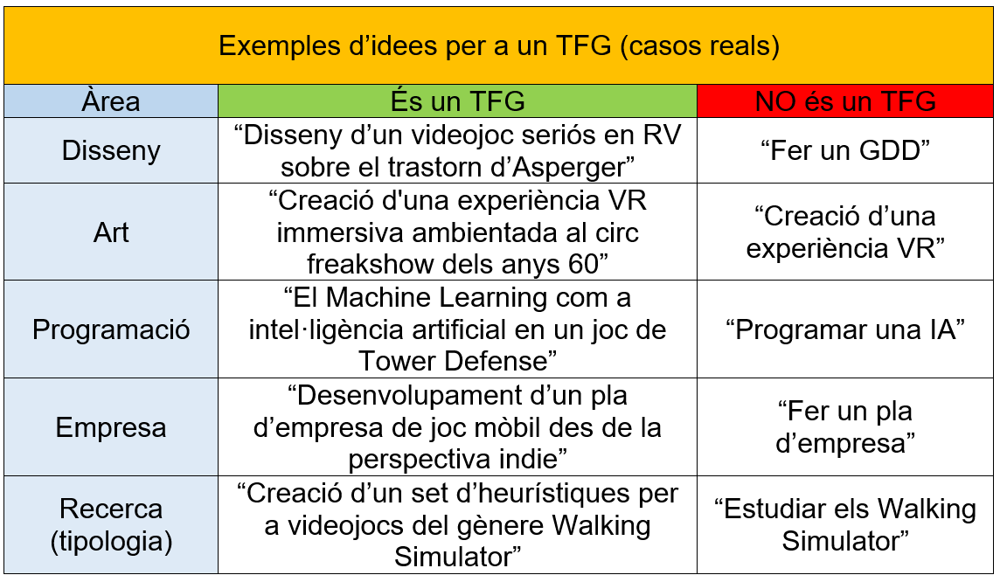 Exemples d’idees per a un TFG (casos reals)
Àrea
És un TFG
NO és un TFG
Disseny
“Disseny d’un videojoc seriós en RV
sobre el trastorn d’Asperger”
“Fer un GDD”
Art
“Creació d'una experiència VR
immersiva ambientada al circ
freakshow dels anys 60”
“Creació d’una
experiència VR”
Programació
“El Machine Learning com a
intel·ligència artificial en un joc de
Tower Defense”
“Programar una IA”
Empresa
“Desenvolupament d’un pla
d’empresa de joc mòbil des de la
perspectiva indie”
“Fer un pla
d’empresa”
Recerca
(tipologia)
“Creació d’un set d’heurístiques per
a videojocs del gènere Walking
Simulator”
“Estudiar els Walking
Simulator”